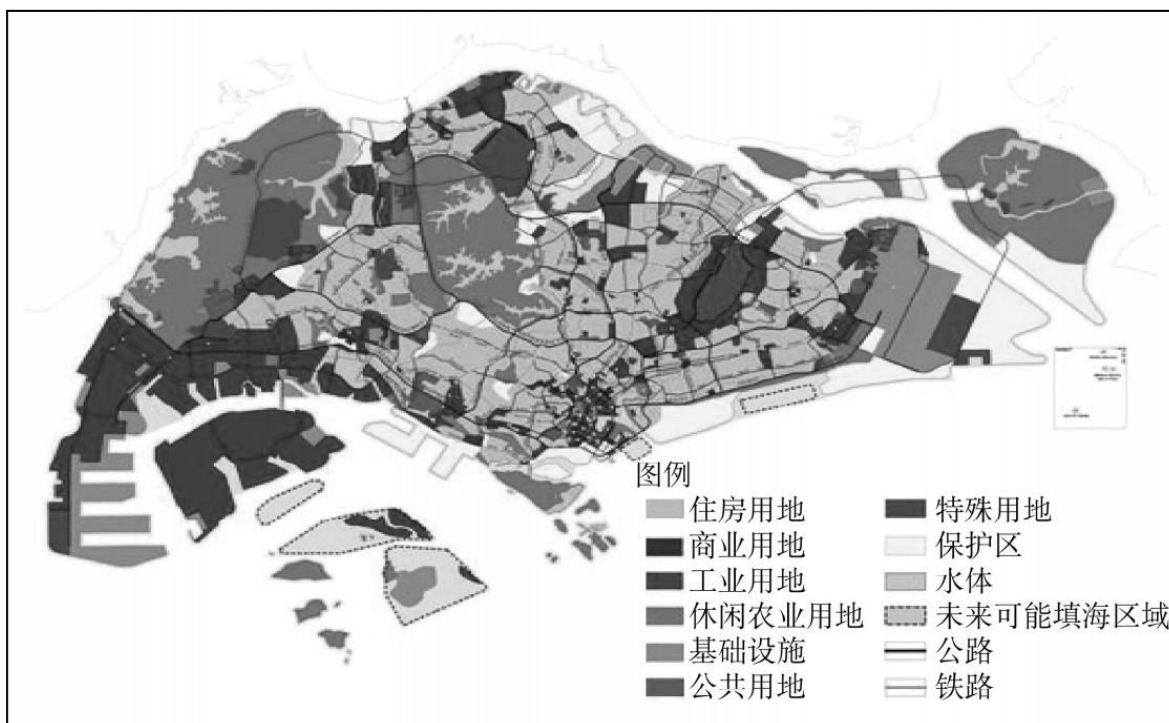 图例
住房用地
商业用地
工业用地
休闲农业用地
基础设施
公共用地
特殊用地
保护区
水体
未来可能填海区域
公路
铁路